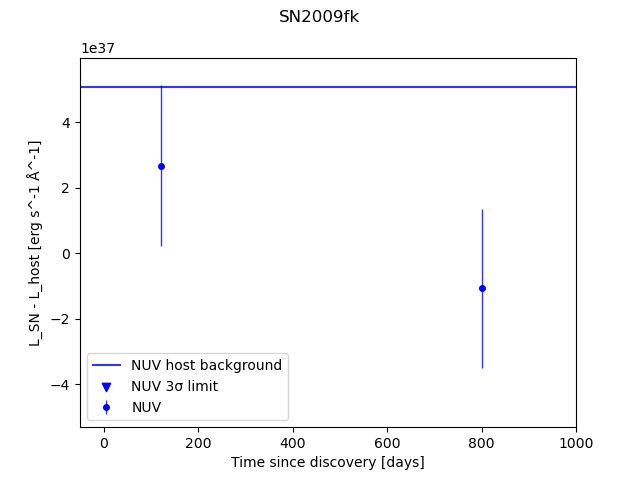 SN2009fk
1e37
4
2
0
−2
−4
L_SN - L_host [erg s^-1 Å^-1]
NUV host background
NUV 3σ limit
NUV
0 200 400 600 800 1000
Time since discovery [days]